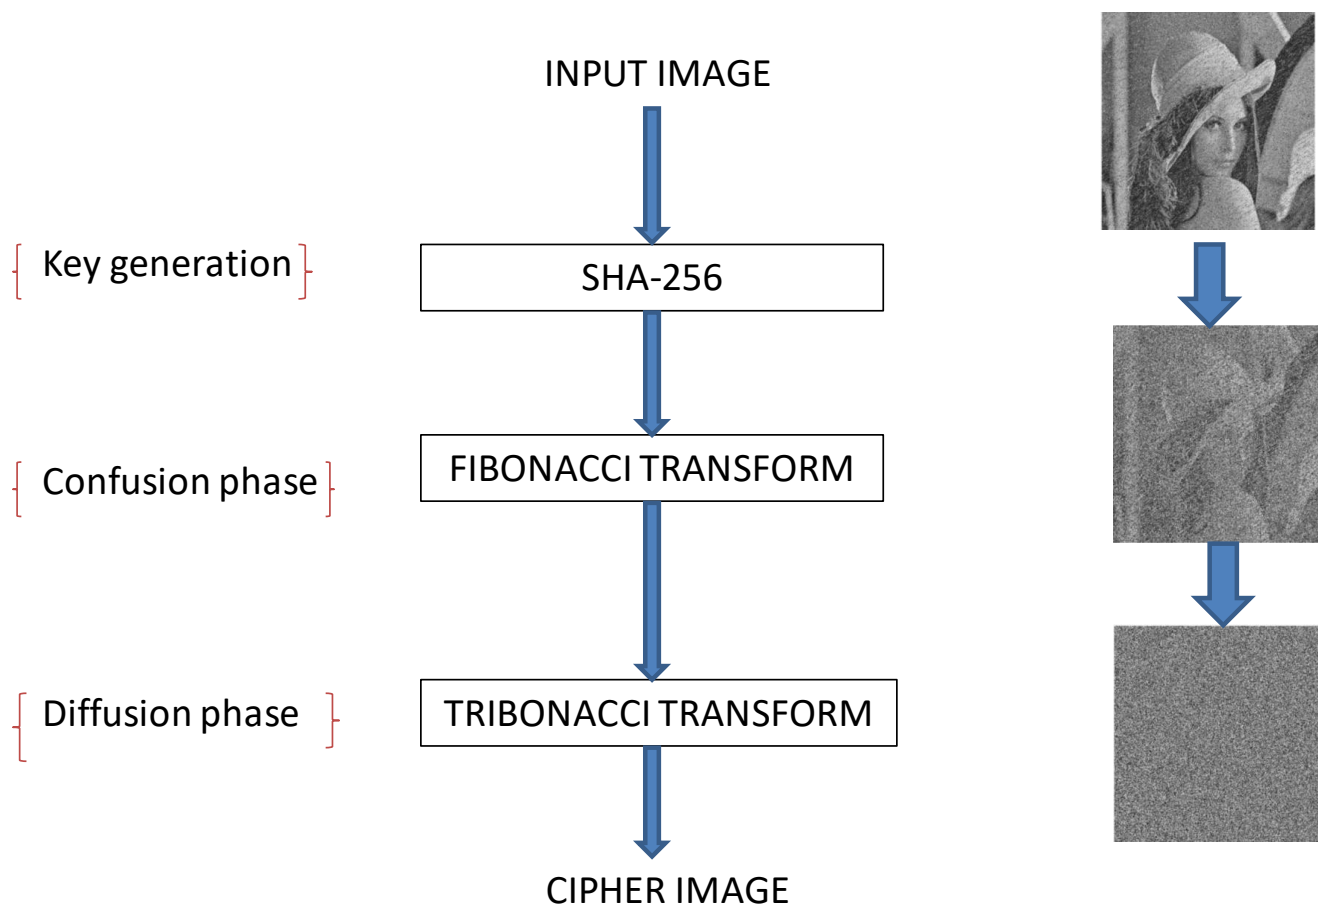 INPUT IMAGE
Key generation
SHA-256
Confusion phase
FIBONACCI TRANSFORM
Diffusion phase
TRIBONACCI TRANSFORM
CIPHER IMAGE